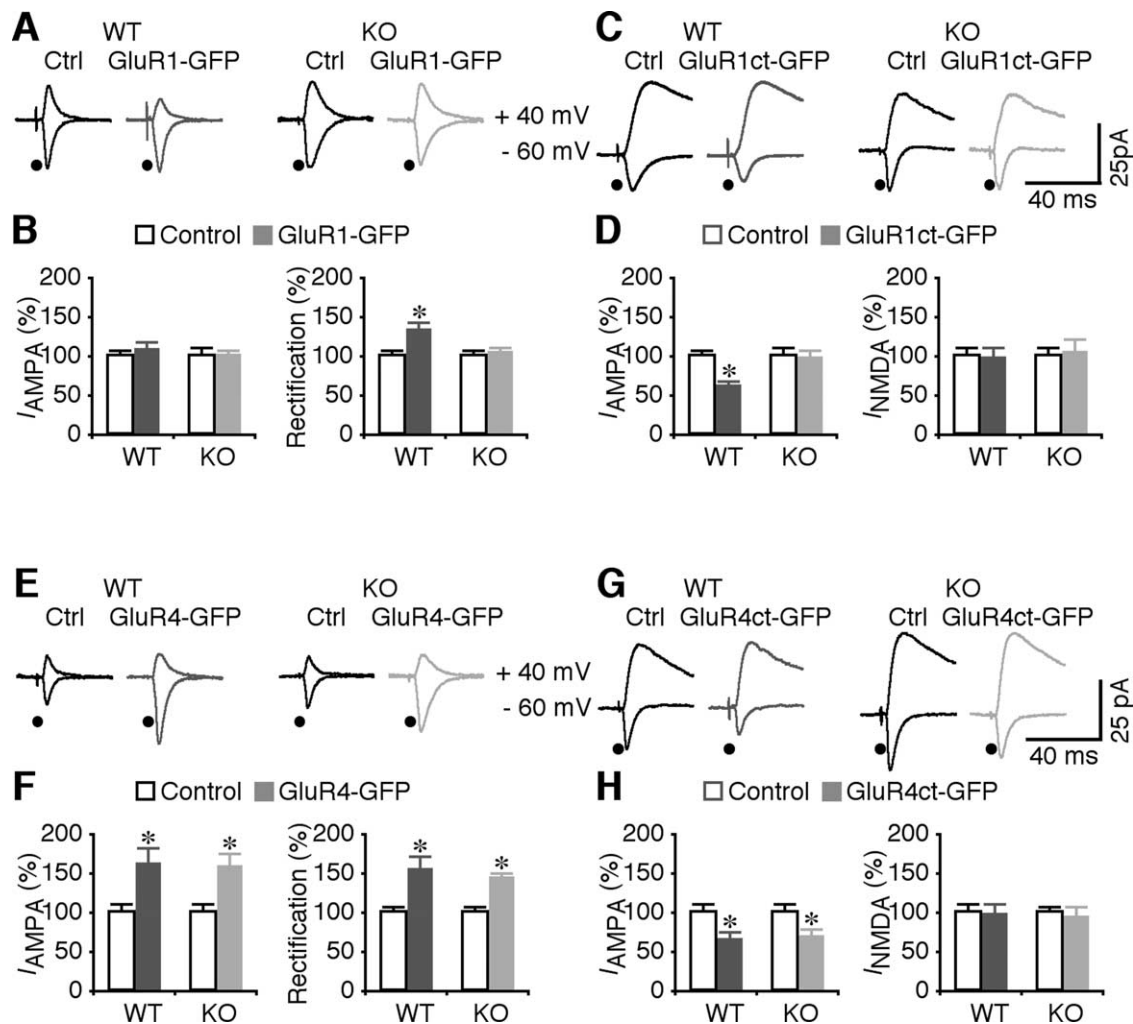 A WT KO C WT KO
Ctrl GluR1-GFP Ctrl GluR1-GFP Ctrl GluR1ct-GFP Ctrl GluR1ct-GFP
+ 40 mV
- 60 mV
25pA
40 ms
B Control GluR1-GFP D Control GluR1ct-GFP
IAMPA (%)
200
150
100
50
0
WT KO
Rectification (%)
200
150
100
50
0
WT KO
*
IAMPA (%)
200
150
100
50
0
WT KO
*
INMDA (%)
200
150
100
50
0
WT KO
E WT KO G WT KO
Ctrl GluR4-GFP Ctrl GluR4-GFP Ctrl GluR4ct-GFP Ctrl GluR4ct-GFP
+ 40 mV
- 60 mV
25 pA
40 ms
F Control GluR4-GFP H Control GluR4ct-GFP
IAMPA (%)
200
150
100
50
0
WT KO
* *
Rectification (%)
200
150
100
50
0
WT KO
* *
IAMPA (%)
200
150
100
50
0
WT KO
* *
INMDA (%)
200
150
100
50
0
WT KO